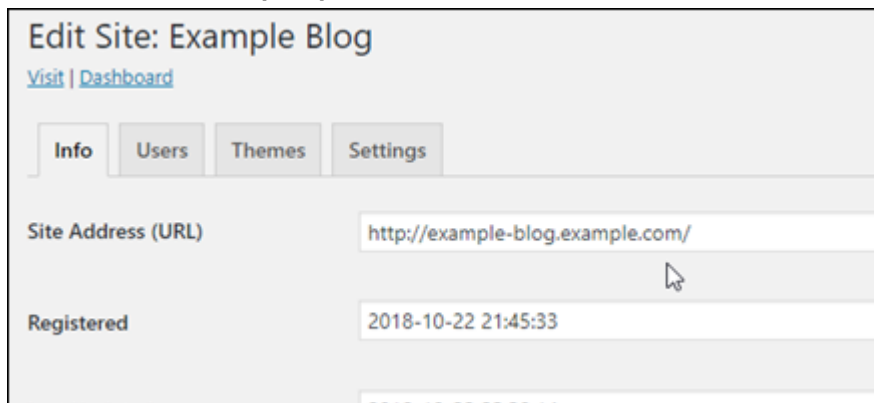 Edit Site: Example Blog
Visit | Dashboard
Info Users Themes Settings
Site Address (URL) http://example-blog.example.com/
Registered 2018-10-22 21:45:33